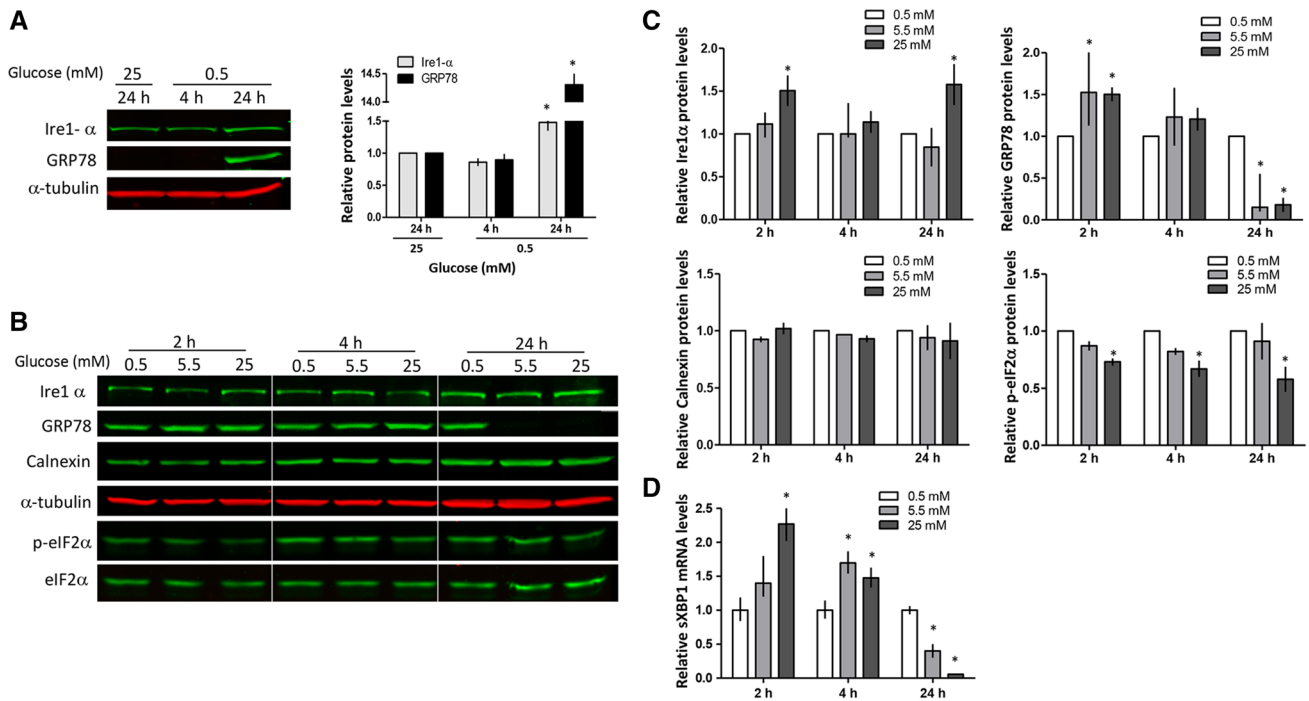 A
Glucose (mM)
25
0.5
24 h
4 h
24 h
Ire1- α
GRP78
α-tubulin
Ire1-α
GRP78
Relative protein levels
14.5
14.0
1.5
1.0
0.5
0.0
*
*
24 h
4 h
24 h
25
0.5
Glucose (mM)
B
2 h
4 h
24 h
Glucose (mM)
0.5
5.5
25
0.5
5.5
25
0.5
5.5
25
Ire1 α
GRP78
Calnexin
α-tubulin
p-eIF2α
eIF2α
C
0.5 mM
5.5 mM
25 mM
Relative Ire1α protein levels
2.0
1.5
1.0
0.5
0.0
*
*
2 h
4 h
24 h
0.5 mM
5.5 mM
25 mM
Relative GRP78 protein levels
2.0
1.5
1.0
0.5
0.0
*
*
*
*
2 h
4 h
24 h
0.5 mM
5.5 mM
25 mM
Relative Calnexin protein levels
1.5
1.0
0.5
0.0
2 h
4 h
24 h
0.5 mM
5.5 mM
25 mM
Relative p-eIF2α protein levels
1.5
1.0
0.5
0.0
*
*
*
2 h
4 h
24 h
D
0.5 mM
5.5 mM
25 mM
Relative sXBP1 mRNA levels
2.5
2.0
1.5
1.0
0.5
0.0
*
*
*
*
*
2 h
4 h
24 h